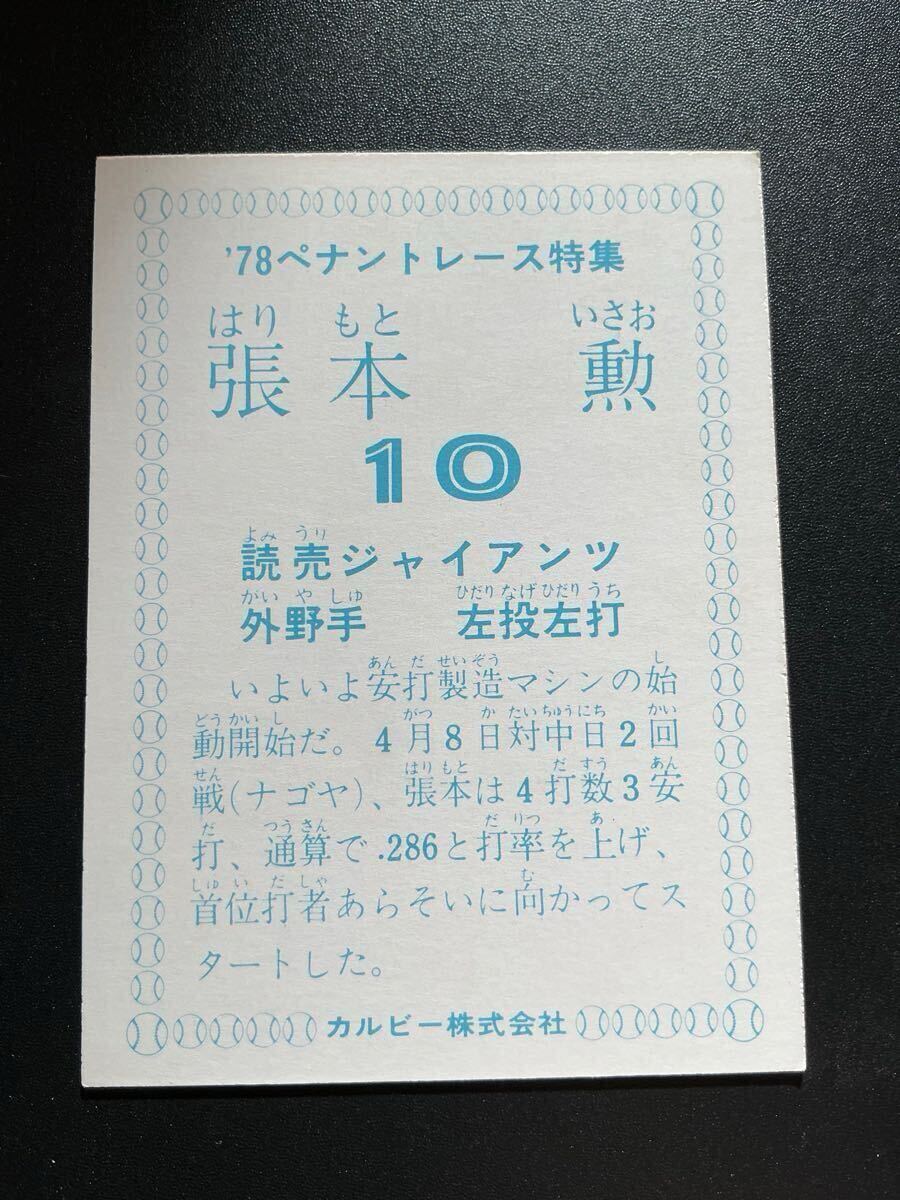 '78ペナントレース特集
はり もと いさお
張本 勲
10
よみ うり
読売ジャイアンツ
がい や しゅ ひだり なげ ひだり うち
外野手 左投左打
あん だ せい ぞう し
いよいよ安打製造マシンの始
どう かい し がつ か たい ちゅう にち かい
動開始だ。4月8日対中日2回
せん はり もと だ すう あん
戦(ナゴヤ)、張本は4打数3安
だ つう さん だ りつ あ
打、通算で.286と打率を上げ、
しゅ い だ しゃ む
首位打者あらそいに向かってス
タートした。
カルビー株式会社